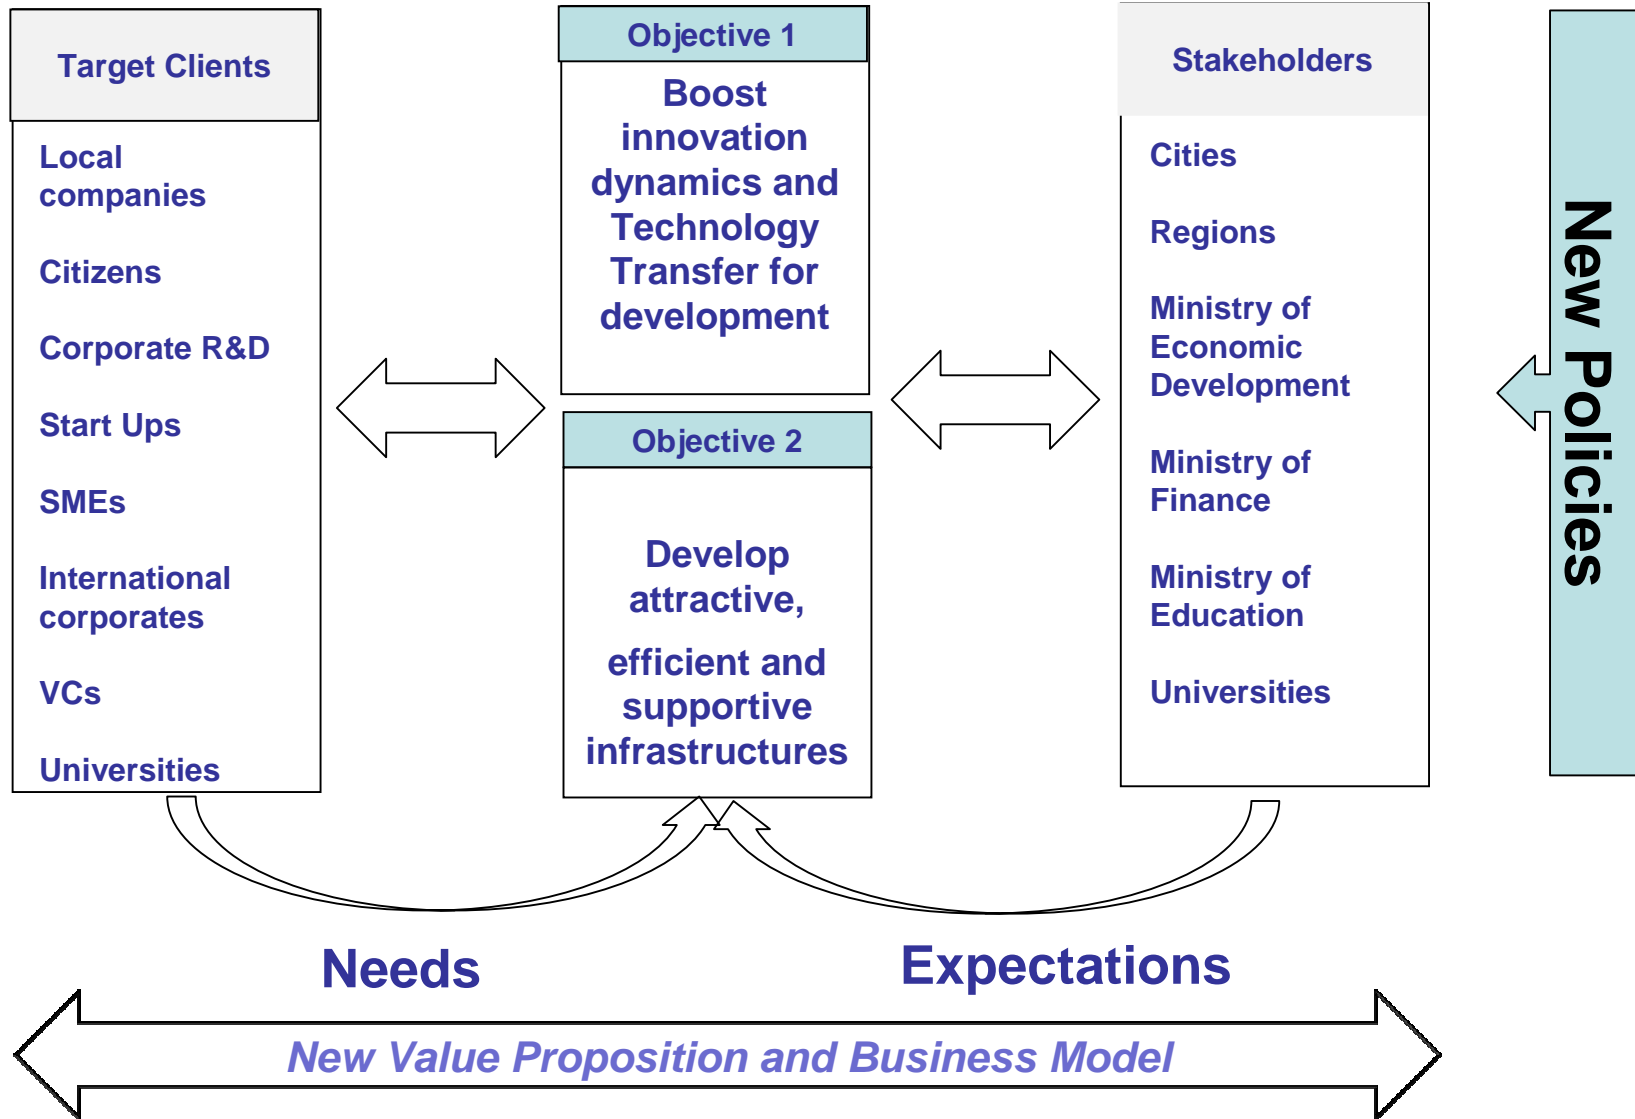 Target Clients
Local
companies
Citizens
Corporate R&D
Start Ups
SMEs
International
corporates
VCs
Universities
Objective 1
Boost
innovation
dynamics and
Technology
Transfer for
development
Objective 2
Develop
attractive,
efficient and
supportive
infrastructures
Stakeholders
Cities
Regions
Ministry of
Economic
Development
Ministry of
Finance
Ministry of
Education
Universities
New Policies
Needs
Expectations
New Value Proposition and Business Model